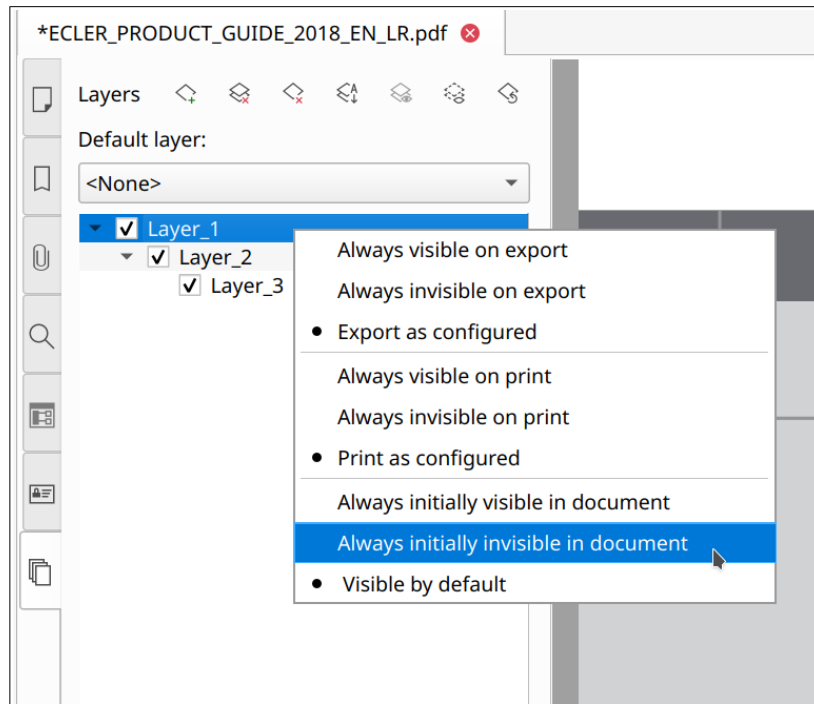 *ECLER_PRODUCT_GUIDE_2018_EN_LR.pdf
Layers
Default layer:
<None>
Layer_1
Layer_2
Layer_3
Always visible on export
Always invisible on export
Export as configured
Always visible on print
Always invisible on print
Print as configured
Always initially visible in document
Always initially invisible in document
Visible by default